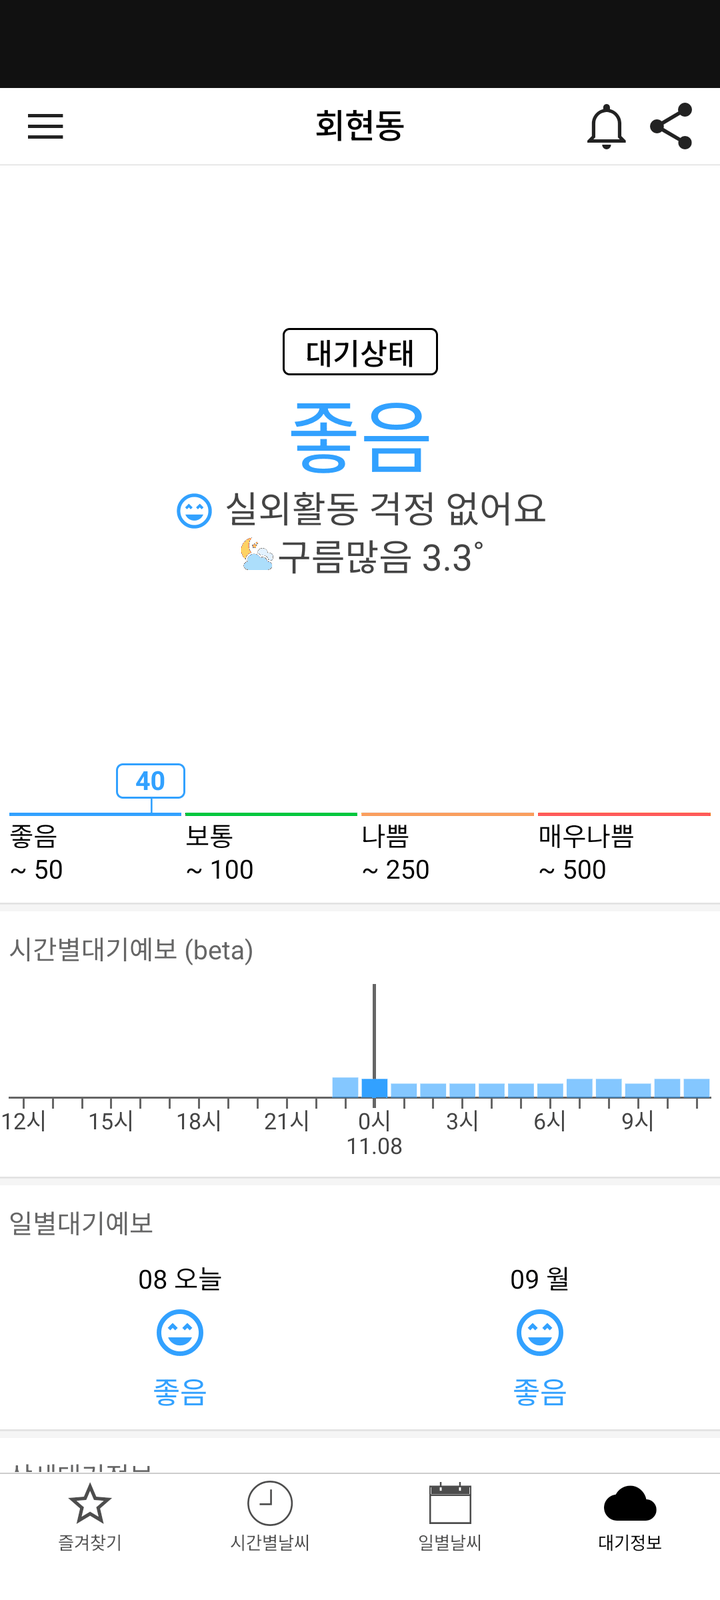 회현동
대기상태
좋음
실외활동 걱정 없어요
구름많음 3.3°
40
좋음 보통 나쁨 매우나쁨
~ 50 ~ 100 ~ 250 ~ 500
시간별대기예보 (beta)
12시 15시 18시 21시 0시 3시 6시 9시
11.08
일별대기예보
08 오늘 09 월
좋음 좋음
즐겨찾기 시간별날씨 일별날씨 대기정보